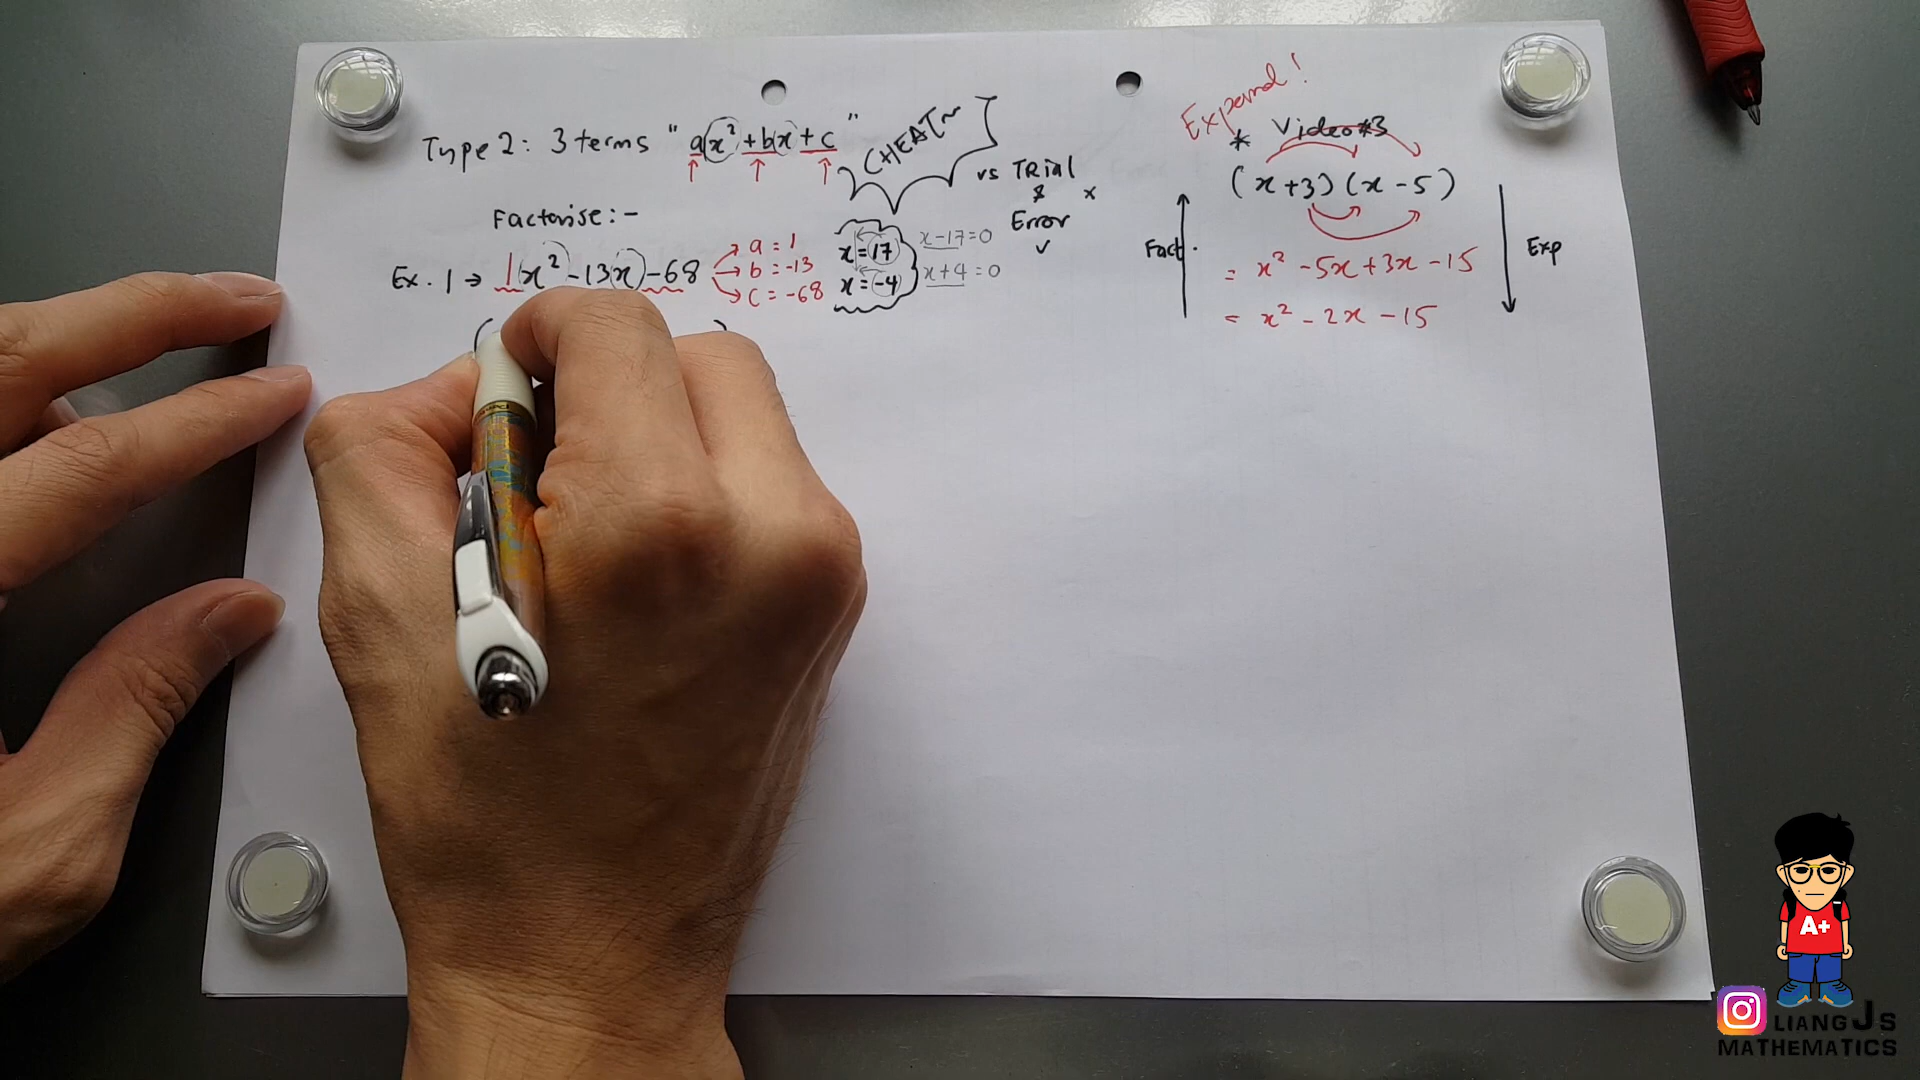 Type 2: 3 terms "ax² + bx + c"
CHEAT~
vs Trial
&
Error
x
✓
Factorise:-
Ex. 1 → 1x² - 13x - 68
a = 1
b = -13
c = -68
x = 17
x = -4
x - 17 = 0
x + 4 = 0
(
)
Expand!
* Video #3
(x + 3)(x - 5)
= x² - 5x + 3x - 15
= x² - 2x - 15
Fact.
Exp
A+
LIANGJS
MATHEMATICS